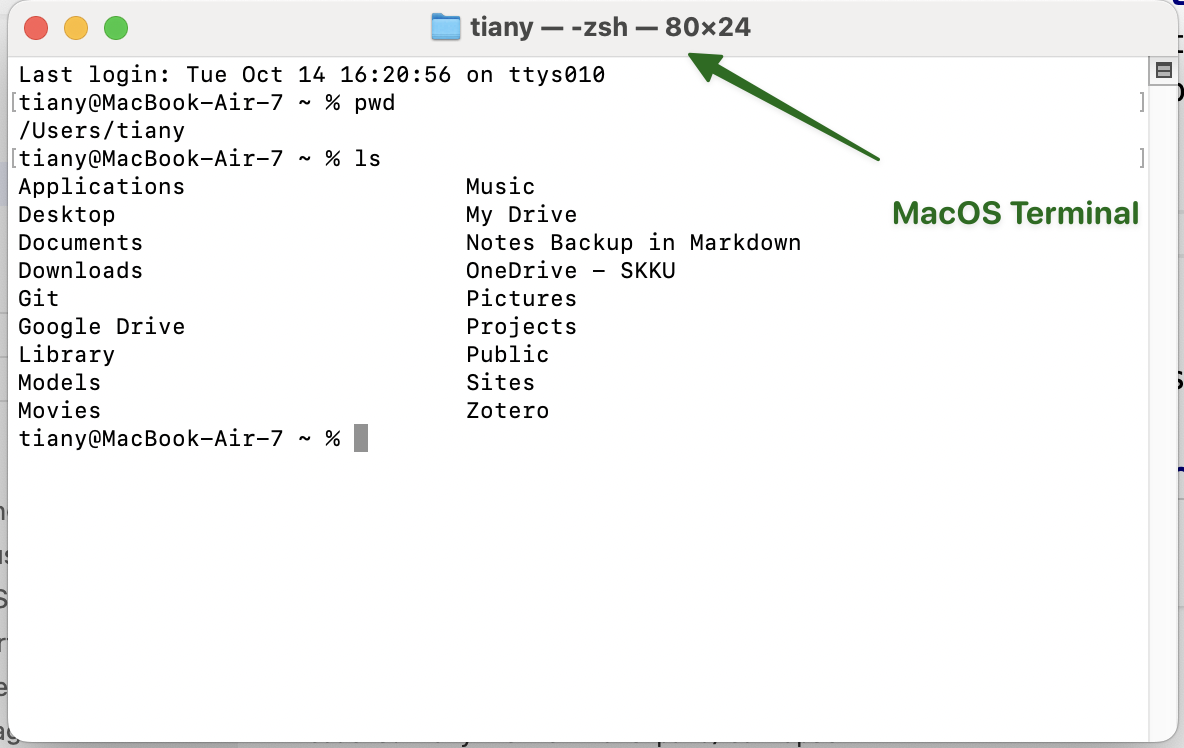 tiany — -zsh — 80×24
Last login: Tue Oct 14 16:20:56 on ttys010
[tiany@MacBook-Air-7 ~ % pwd ]
/Users/tiany
[tiany@MacBook-Air-7 ~ % ls ]
Applications Music
Desktop My Drive
Documents Notes Backup in Markdown
Downloads OneDrive - SKKU
Git Pictures
Google Drive Projects
Library Public
Models Sites
Movies Zotero
tiany@MacBook-Air-7 ~ %
MacOS Terminal